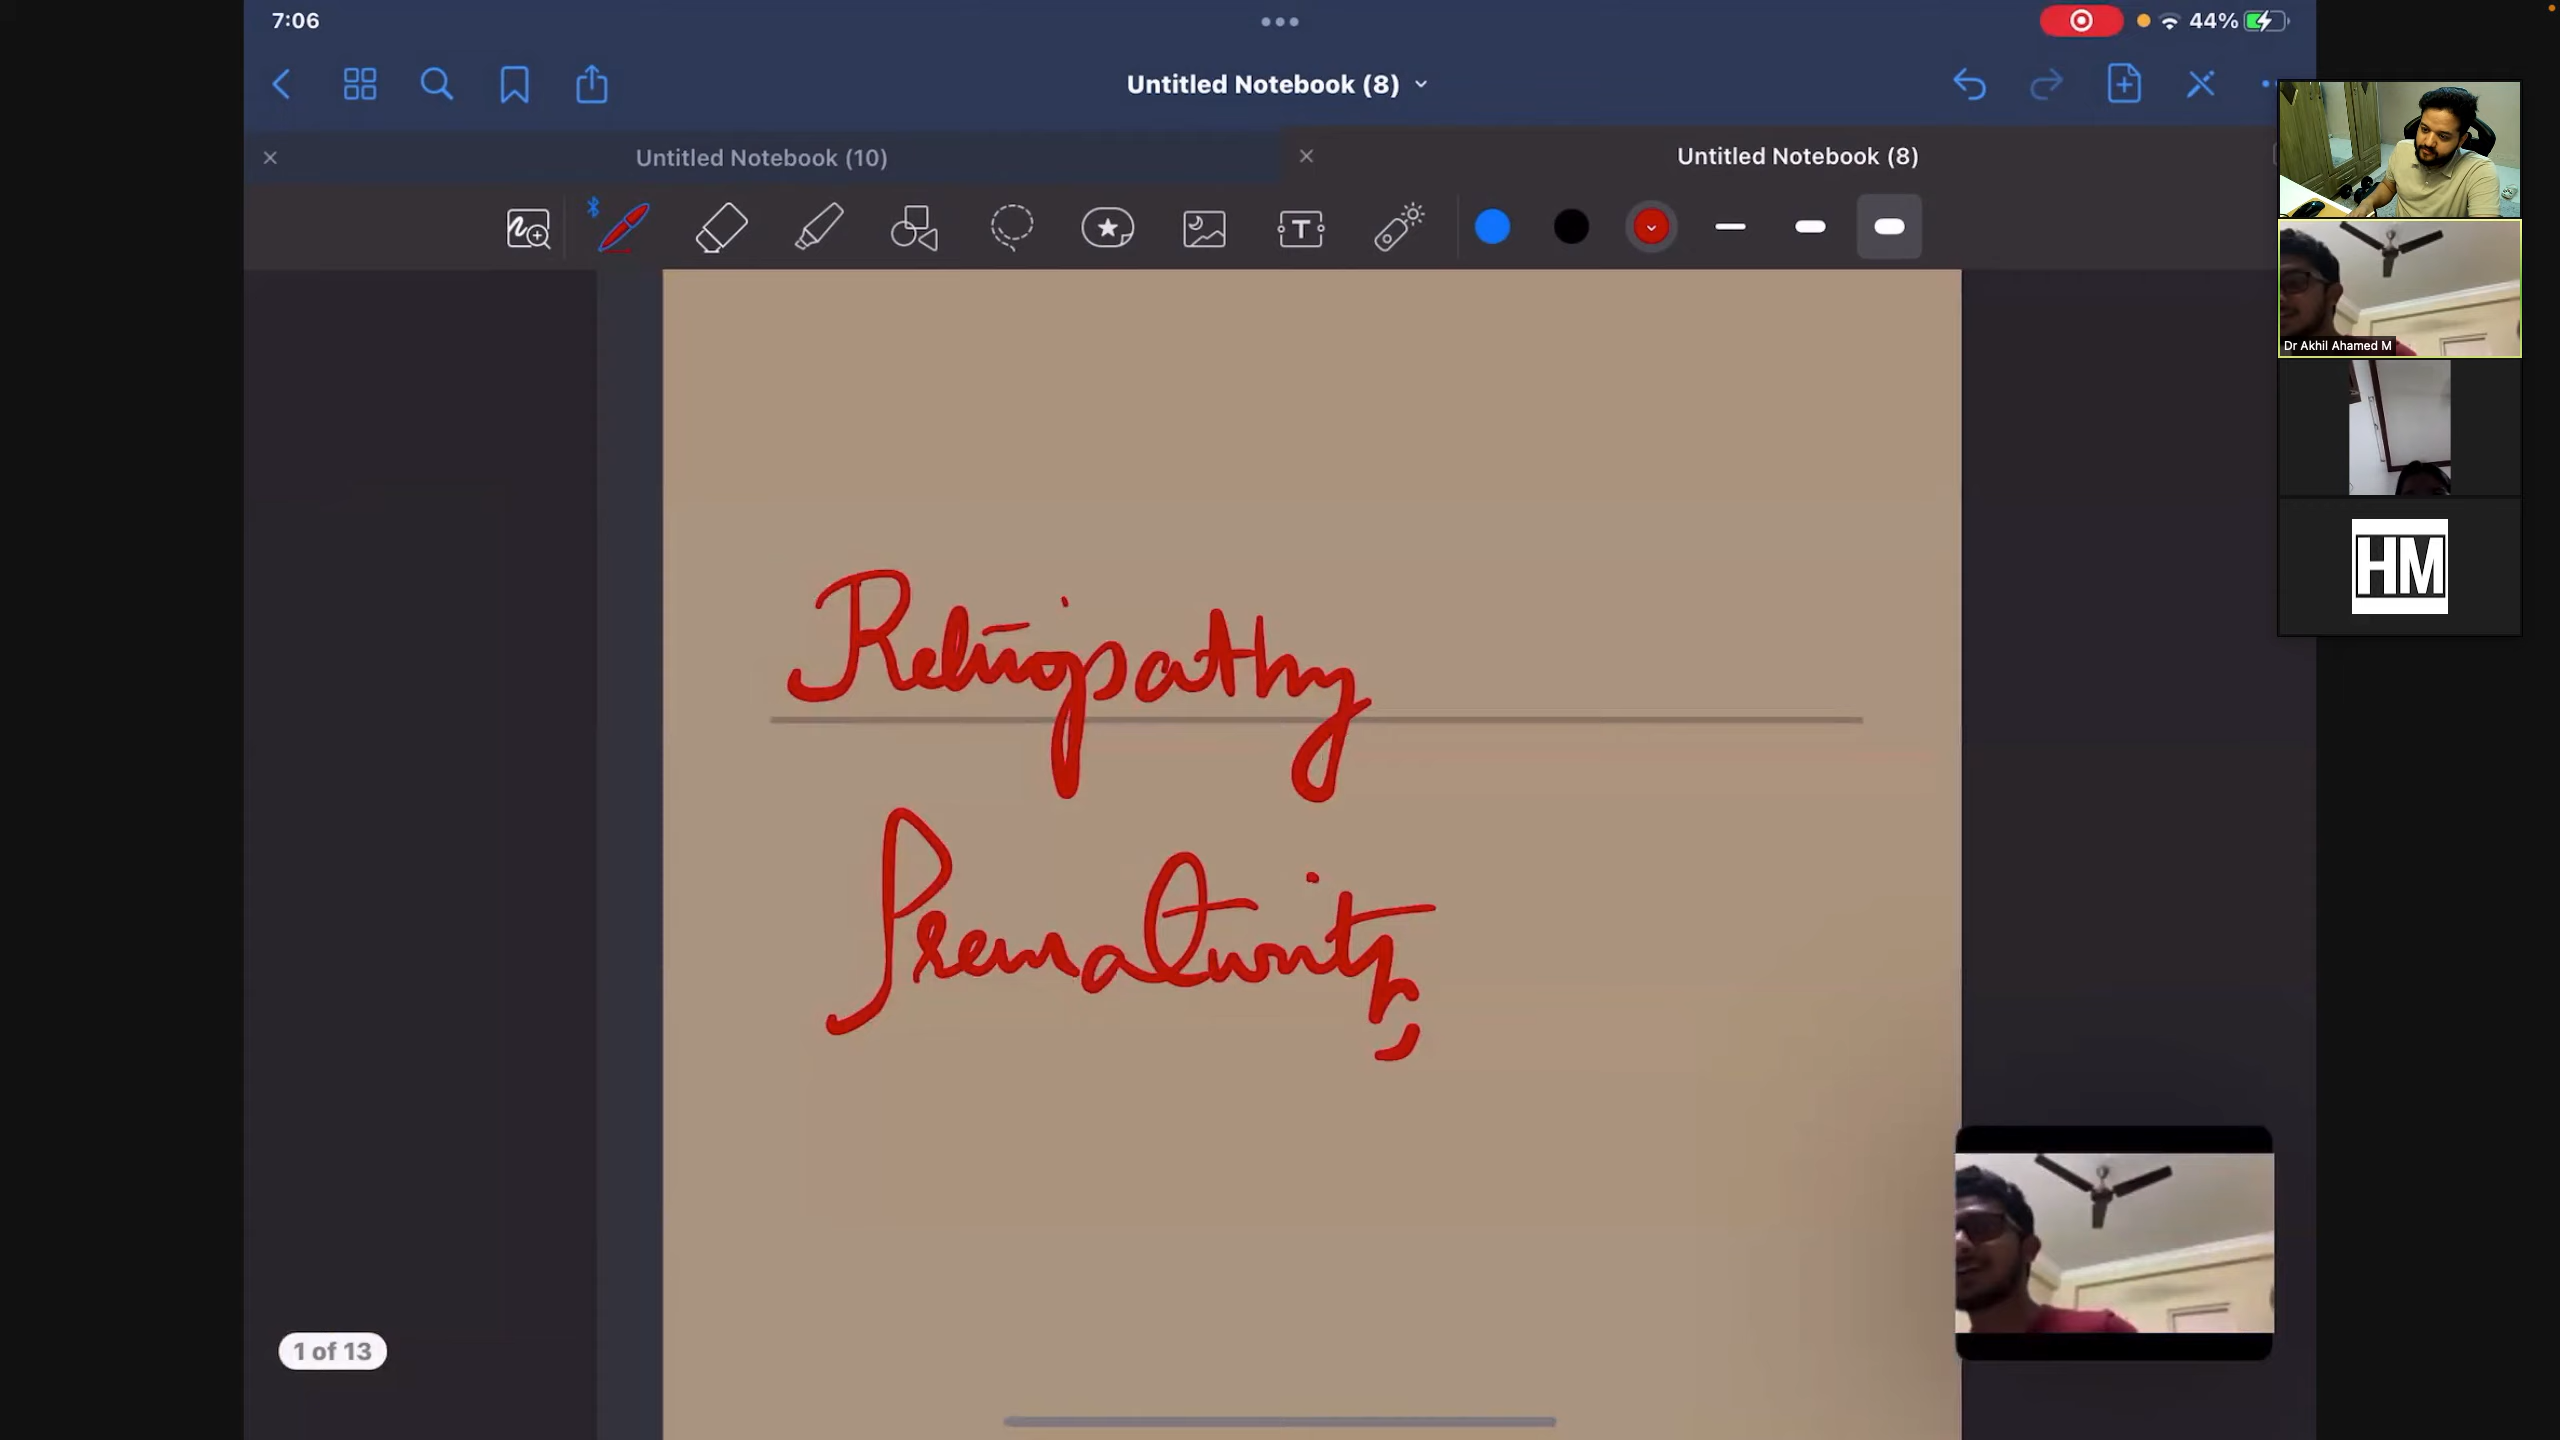 7:06
44%
Untitled Notebook (8)
Untitled Notebook (10)
Untitled Notebook (8)
T
Dr Akhil Ahamed M
HM
Retinopathy
Prematurity
1 of 13